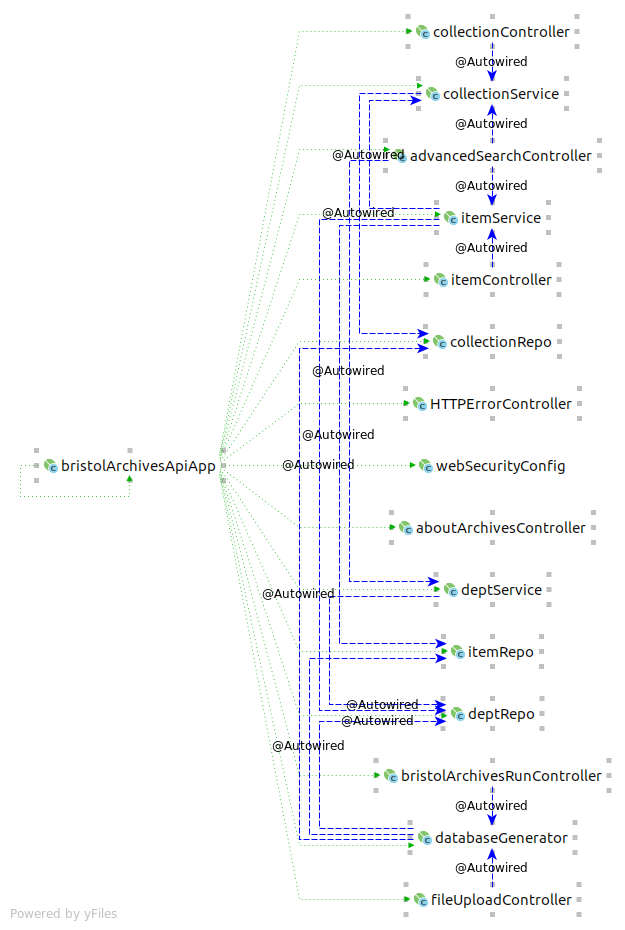 collectionController
@Autowired
collectionService
@Autowired
@Autowired
advancedSearchController
@Autowired
@Autowired
itemService
@Autowired
itemController
collectionRepo
@Autowired
HTTPErrorController
@Autowired
bristolArchivesApiApp
@Autowired
webSecurityConfig
aboutArchivesController
deptService
@Autowired
itemRepo
@Autowired
deptRepo
@Autowired
@Autowired
bristolArchivesRunController
@Autowired
databaseGenerator
@Autowired
fileUploadController
Powered by yFiles